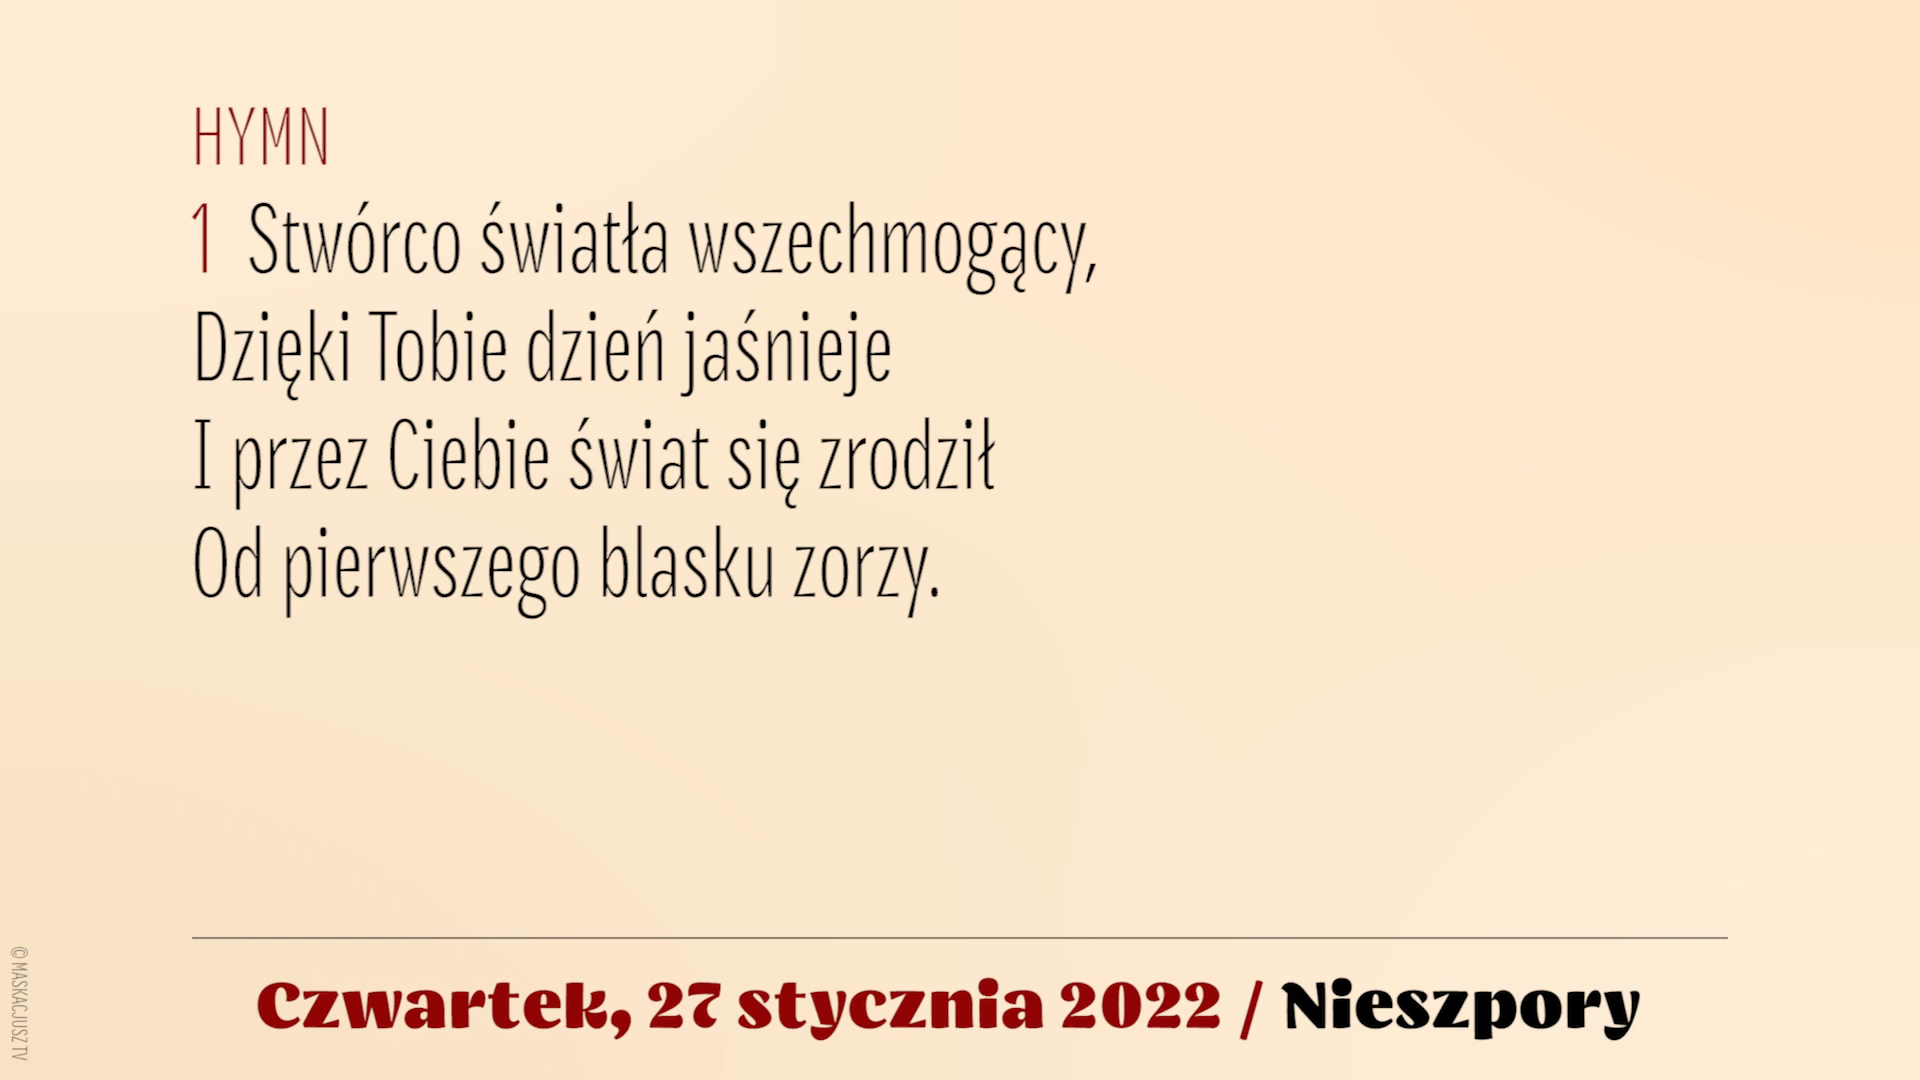 HYMN
1 Stwórco światła wszechmogący,
Dzięki Tobie dzień jaśnieje
I przez Ciebie świat się zrodził
Od pierwszego blasku zorzy.
Czwartek, 27 stycznia 2022 / Nieszpory
© MASKACJUSZ TV